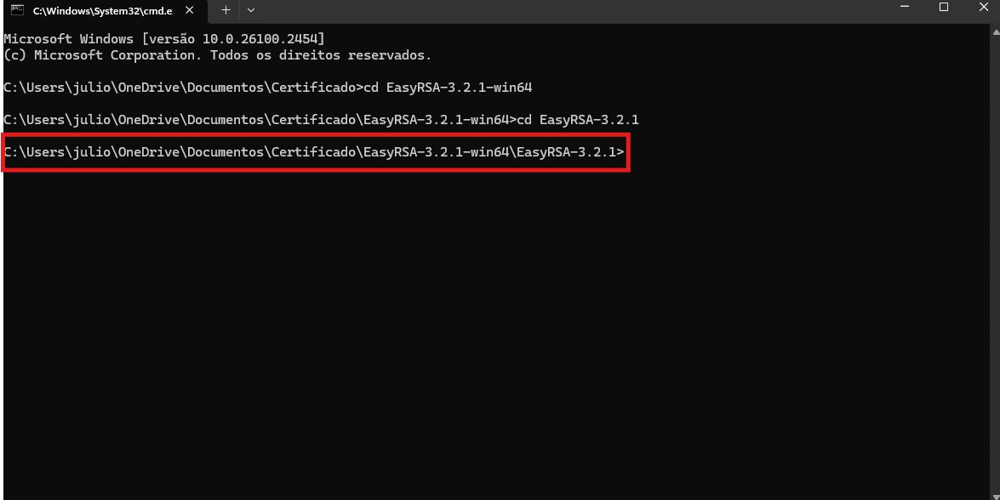 C:\Windows\System32\cmd.e
Microsoft Windows [versão 10.0.26100.2454]
(c) Microsoft Corporation. Todos os direitos reservados.
C:\Users\julio\OneDrive\Documentos\Certificado>cd EasyRSA-3.2.1-win64
C:\Users\julio\OneDrive\Documentos\Certificado\EasyRSA-3.2.1-win64>cd EasyRSA-3.2.1
C:\Users\julio\OneDrive\Documentos\Certificado\EasyRSA-3.2.1-win64\EasyRSA-3.2.1>